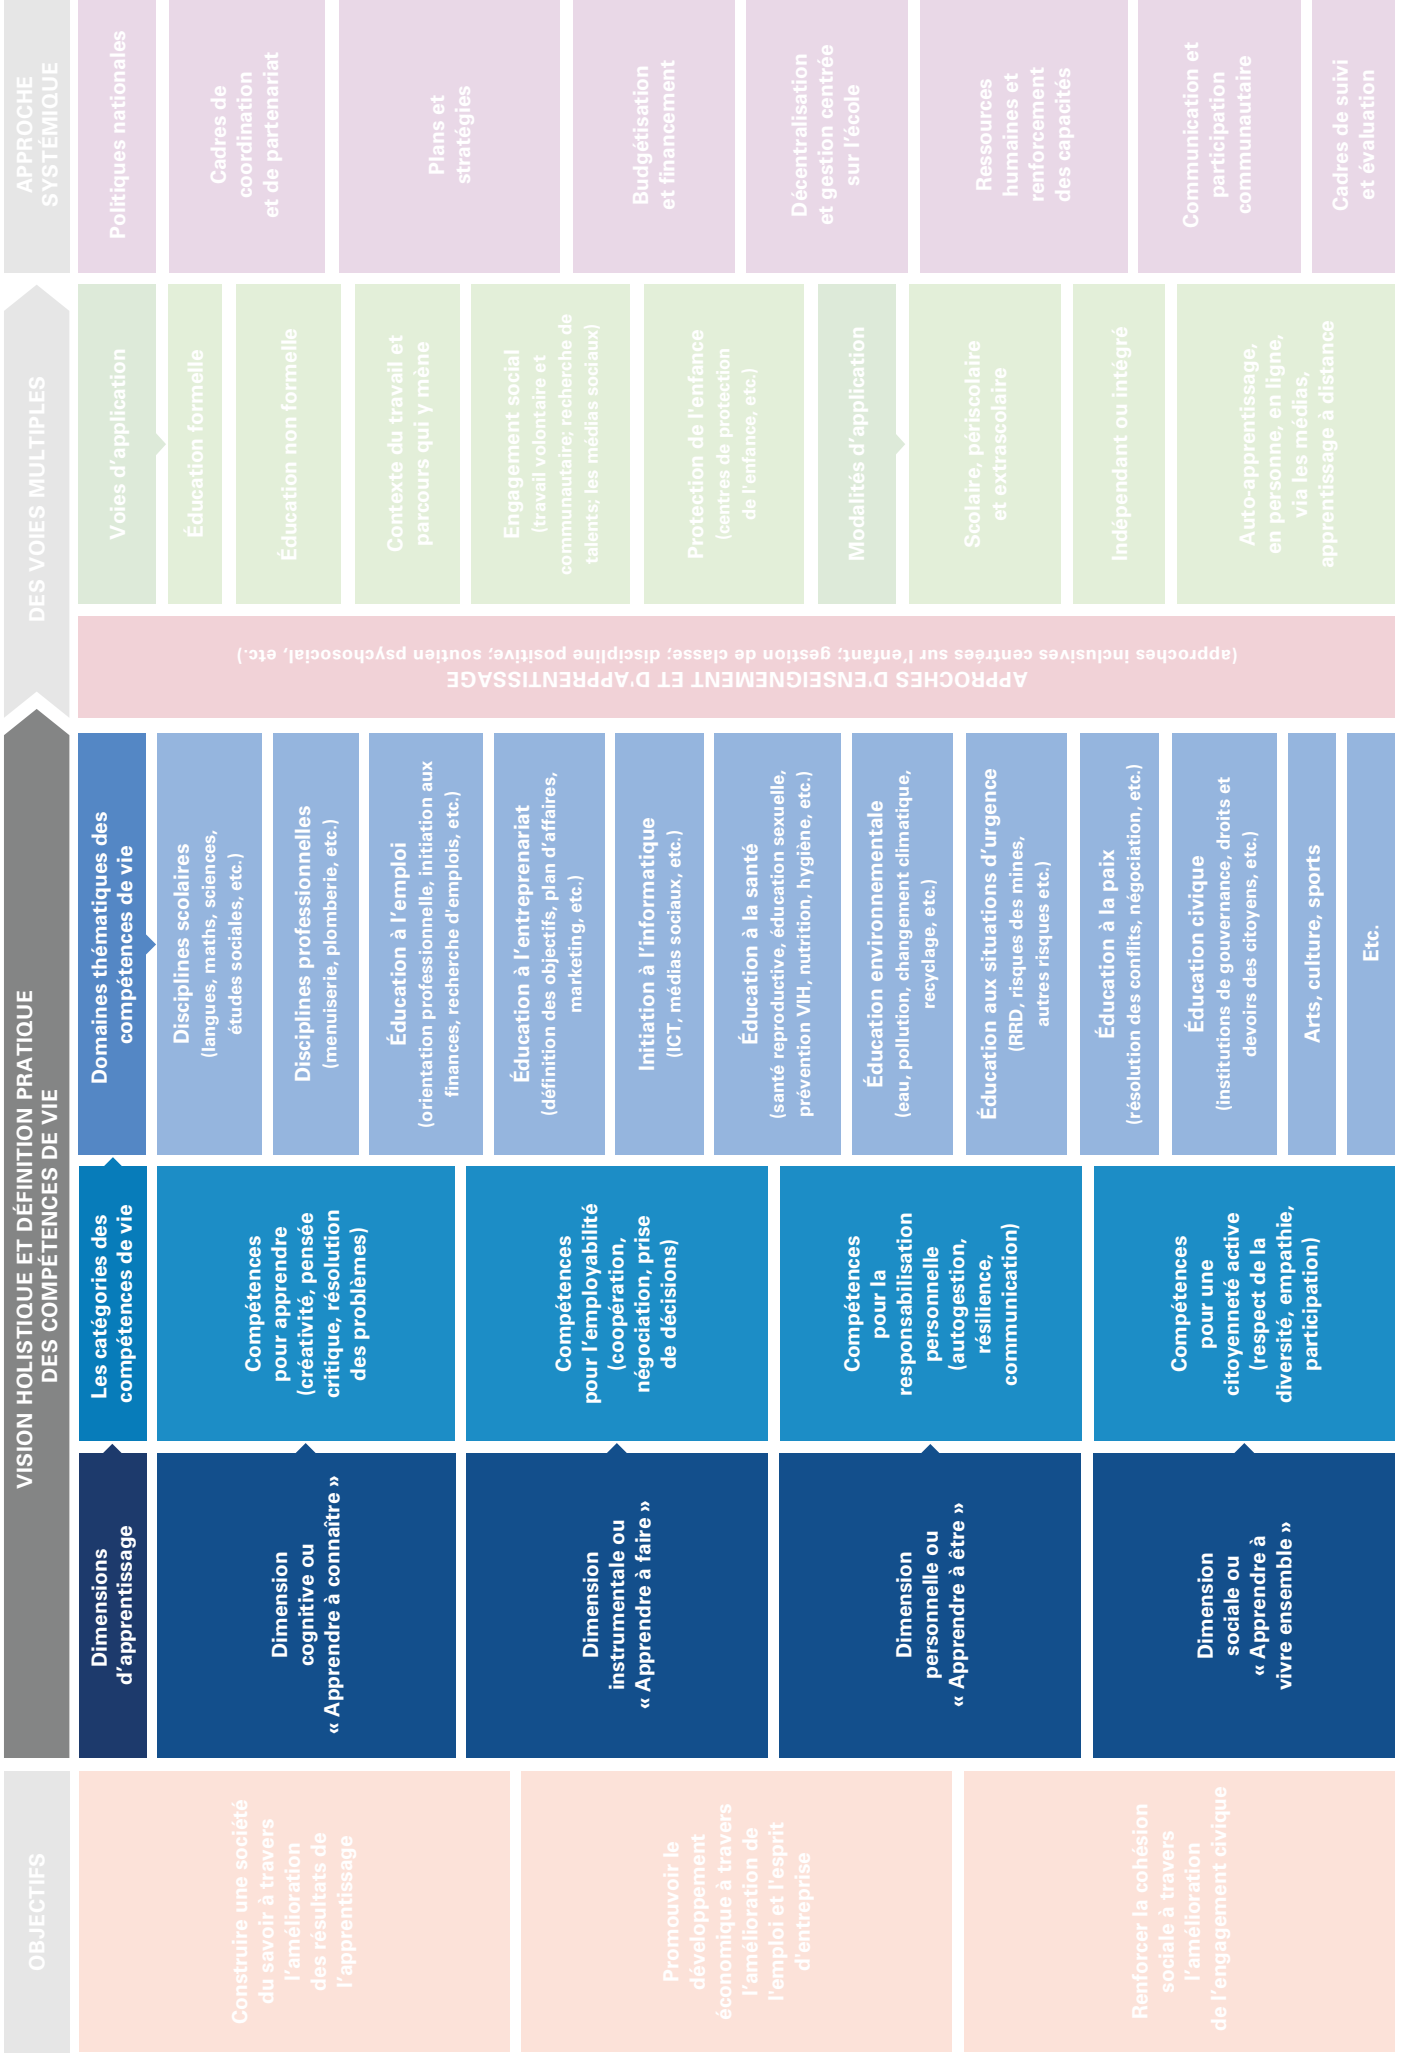 OBJECTIFS
Construire une société
du savoir à travers
l’amélioration
des résultats de
l’apprentissage
Promouvoir le
développement
économique à travers
l’amélioration de
l'emploi et l'esprit
d'entreprise
Renforcer la cohésion
sociale à travers
l’amélioration
de l’engagement civique
VISION HOLISTIQUE ET DÉFINITION PRATIQUE
DES COMPÉTENCES DE VIE
Dimensions
d’apprentissage
Dimension
cognitive ou
« Apprendre à connaître »
Dimension
instrumentale ou
« Apprendre à faire »
Dimension
personnelle ou
« Apprendre à être »
Dimension
sociale ou
« Apprendre à
vivre ensemble »
Les catégories des
compétences de vie
Compétences
pour apprendre
(créativité, pensée
critique, résolution
des problèmes)
Compétences
pour l’employabilité
(coopération,
négociation, prise
de décisions)
Compétences
pour la
responsabilisation
personnelle
(autogestion,
résilience,
communication)
Compétences
pour une
citoyenneté active
(respect de la
diversité, empathie,
participation)
Domaines thématiques des
compétences de vie
Disciplines scolaires
(langues, maths, sciences,
études sociales, etc.)
Disciplines professionnelles
(menuiserie, plomberie, etc.)
Éducation à l’emploi
(orientation professionnelle, initiation aux
finances, recherche d'emplois, etc.)
Éducation à l’entreprenariat
(définition des objectifs, plan d’affaires,
marketing, etc.)
Initiation à l’informatique
(ICT, médias sociaux, etc.)
Éducation à la santé
(santé reproductive, éducation sexuelle,
prévention VIH, nutrition, hygiène, etc.)
Éducation environnementale
(eau, pollution, changement climatique,
recyclage, etc.)
Éducation aux situations d’urgence
(RRD, risques des mines,
autres risques etc.)
Éducation à la paix
(résolution des conflits, négociation, etc.)
Éducation civique
(institutions de gouvernance, droits et
devoirs des citoyens, etc.)
Arts, culture, sports
Etc.
APPROCHES D'ENSEIGNEMENT ET D'APPRENTISSAGE
(approches inclusives centrées sur l'enfant; gestion de classe; discipline positive; soutien psychosocial, etc.)
DES VOIES MULTIPLES
Voies d’application
Éducation formelle
Éducation non formelle
Contexte du travail et
parcours qui y mène
Engagement social
(travail volontaire et
communautaire; recherche de
talents; les médias sociaux)
Protection de l'enfance
(centres de protection
de l'enfance, etc.)
Modalités d’application
Scolaire, périscolaire
et extrascolaire
Indépendant ou intégré
Auto-apprentissage,
en personne, en ligne,
via les médias,
apprentissage à distance
APPROCHE
SYSTÉMIQUE
Politiques nationales
Cadres de
coordination
et de partenariat
Plans et
stratégies
Budgétisation
et financement
Décentralisation
et gestion centrée
sur l’école
Ressources
humaines et
renforcement
des capacités
Communication et
participation
communautaire
Cadres de suivi
et évaluation